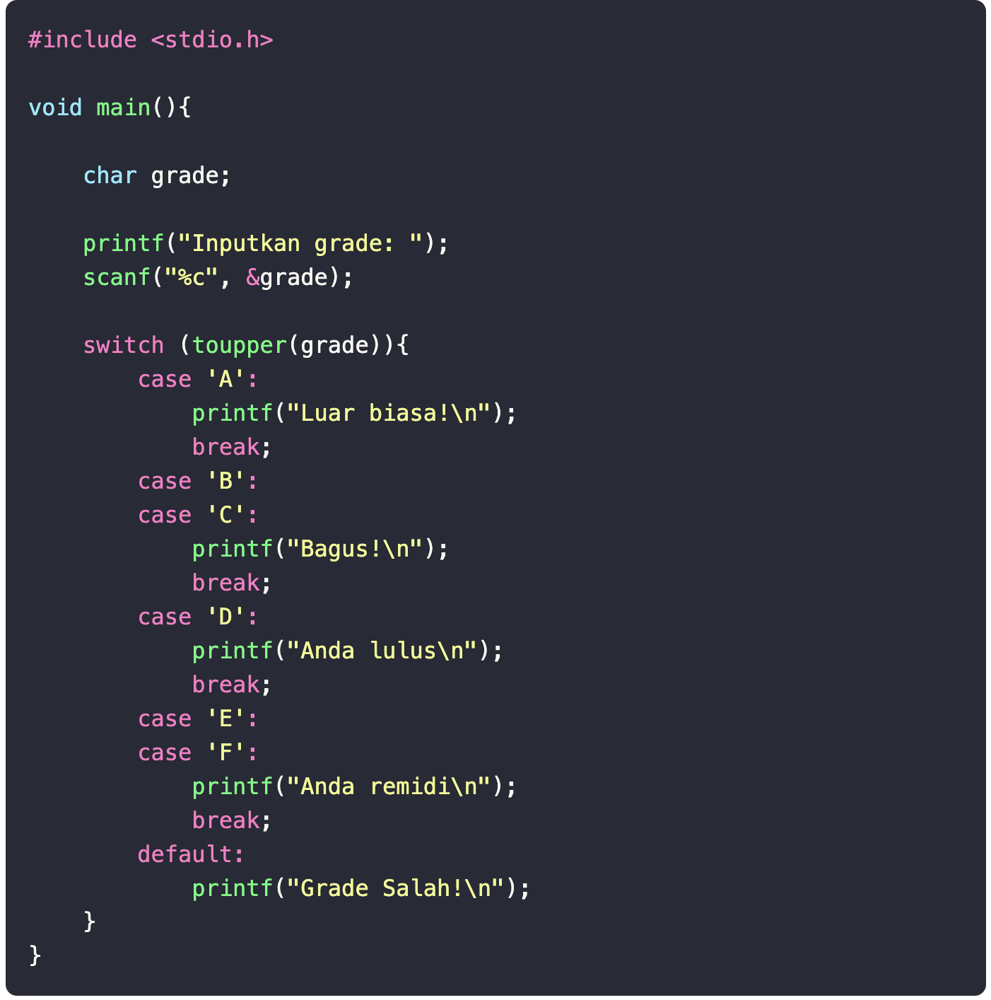 #include <stdio.h>
void main(){
    char grade;
    printf("Inputkan grade: ");
    scanf("%c", &grade);
    switch (toupper(grade)){
        case 'A':
            printf("Luar biasa!\n");
            break;
        case 'B':
        case 'C':
            printf("Bagus!\n");
            break;
        case 'D':
            printf("Anda lulus\n");
            break;
        case 'E':
        case 'F':
            printf("Anda remidi\n");
            break;
        default:
            printf("Grade Salah!\n");
    }
}